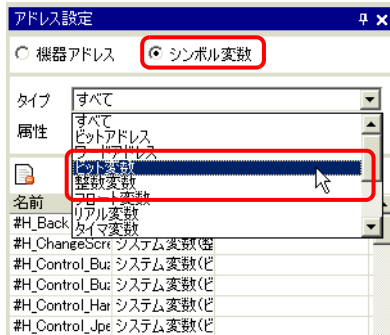 アドレス設定
機器アドレス シンボル変数
タイプ すべて
すべて
属性 ビットアドレス
ワードアドレス
ビット変数
整数変数
フロート変数
名前 リアル変数
#H_Back タイマ変数
#H_ChangeScre システム変数(整
#H_Control_Buz システム変数(ビ
#H_Control_Buz システム変数(ビ
#H_Control_Har システム変数(ビ
#H_Control_Jpe システム変数(ビ